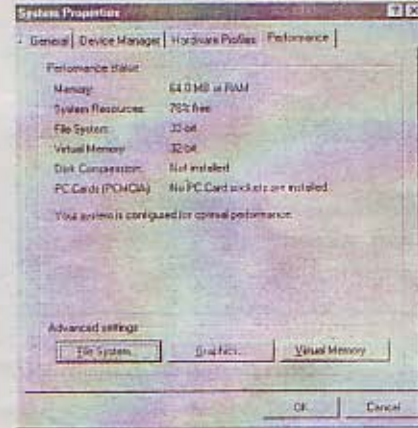 System Properties
General Device Manager Hardware Profiles Performance
Performance status
Memory: 64.0 MB of RAM
System Resources: 76% free
File System: 32-bit
Virtual Memory: 32-bit
Disk Compression: Not installed
PC Cards (PCMCIA): No PC Card sockets are installed.
Your system is configured for optimal performance.
Advanced settings
File System... Graphics... Virtual Memory
OK Cancel